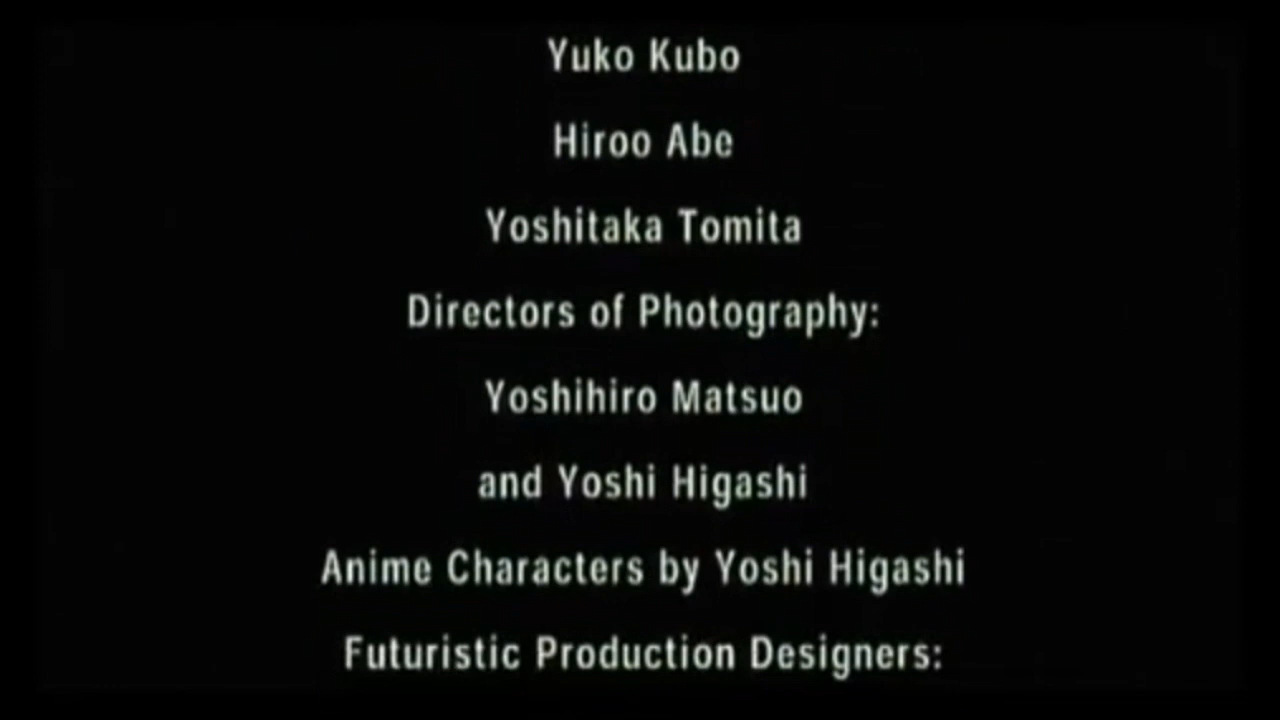 Yuko Kubo
Hiroo Abe
Yoshitaka Tomita
Directors of Photography:
Yoshihiro Matsuo
and Yoshi Higashi
Anime Characters by Yoshi Higashi
Futuristic Production Designers: